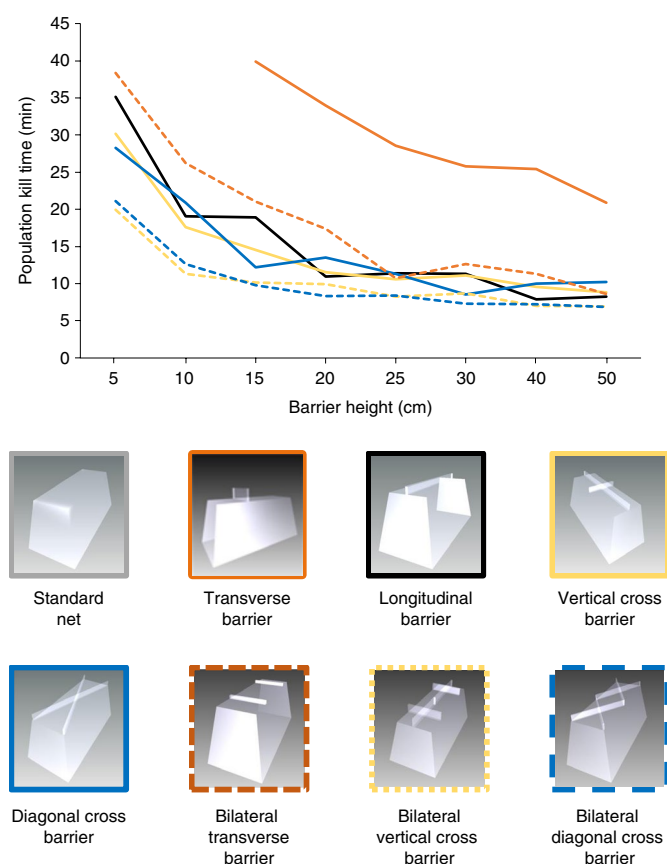 45
40
35
30
25
20
15
10
5
0
Population kill time (min)
5 10 15 20 25 30 40 50
Barrier height (cm)
Standard
net
Transverse
barrier
Longitudinal
barrier
Vertical cross
barrier
Diagonal cross
barrier
Bilateral
transverse
barrier
Bilateral
vertical cross
barrier
Bilateral
diagonal cross
barrier